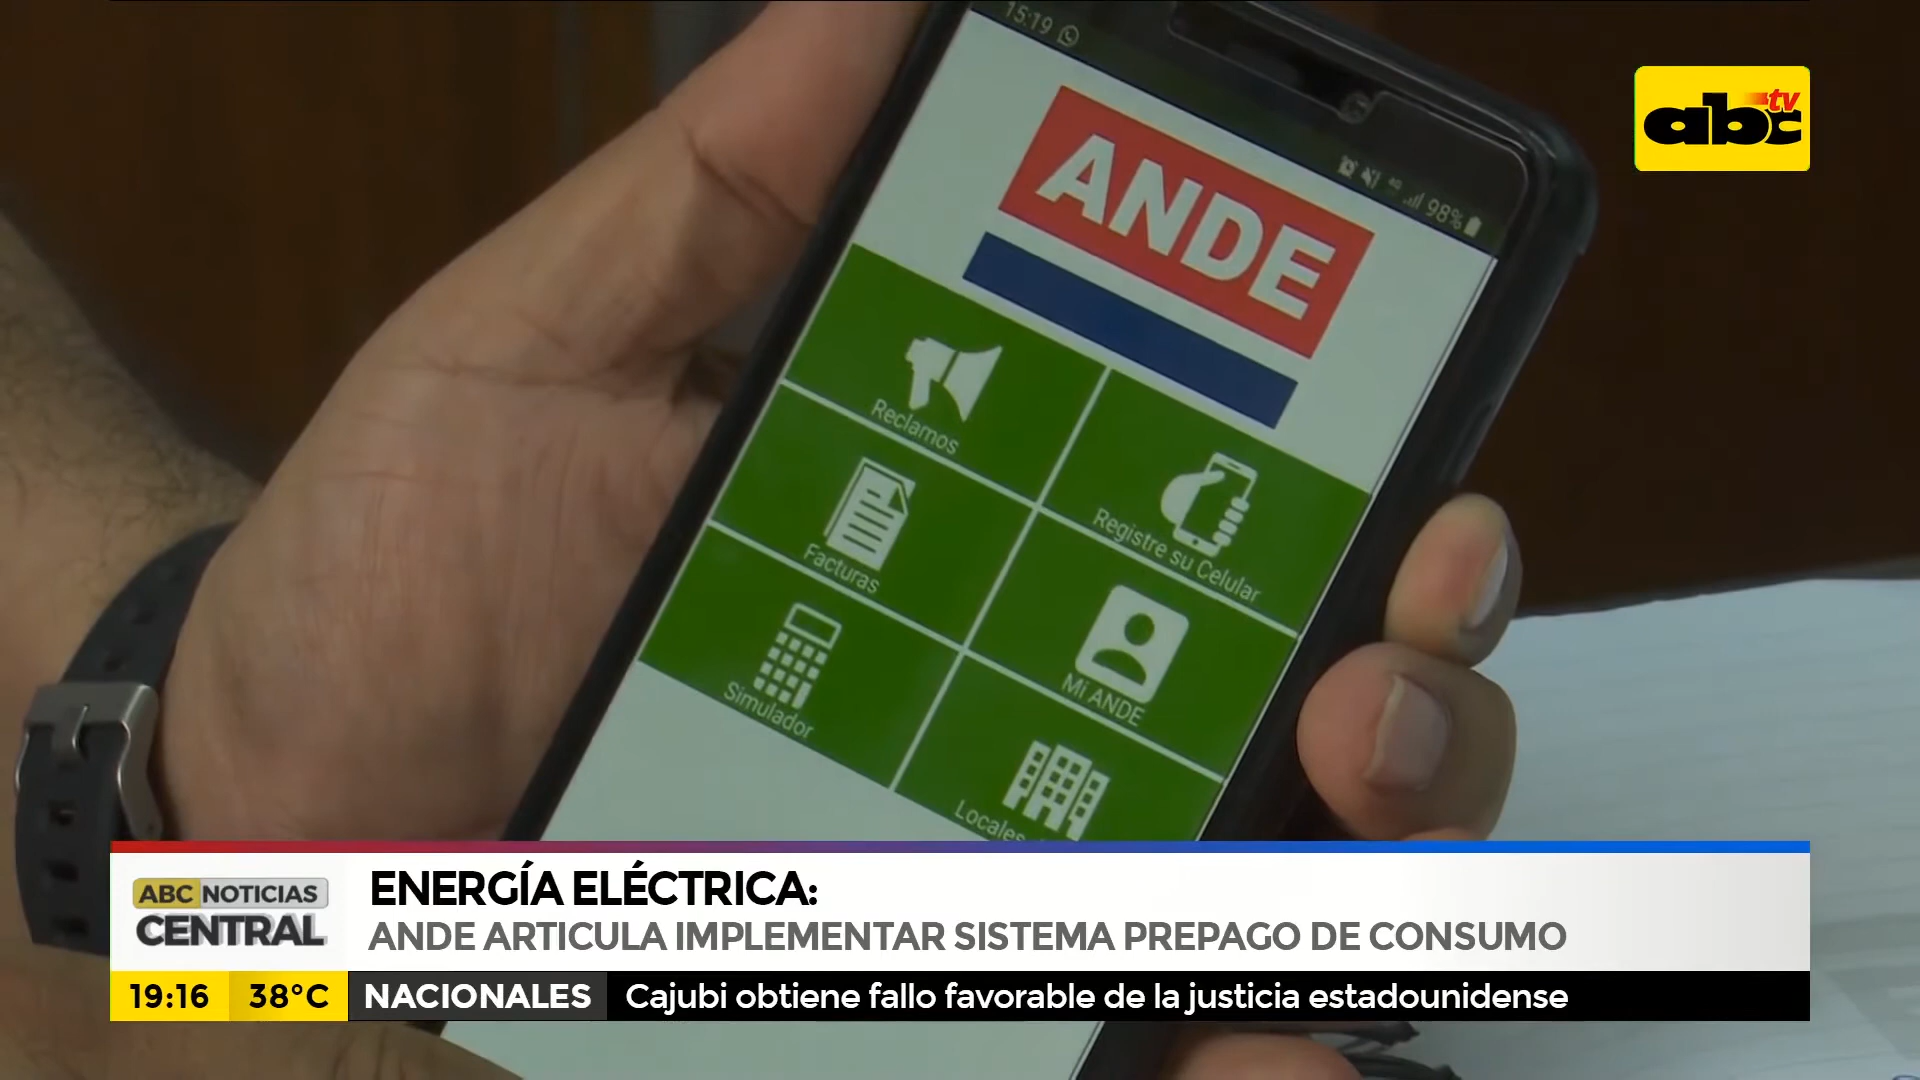 15:19
98%
tv
abc
ANDE
Reclamos
Registre su Celular
Facturas
Mi ANDE
Simulador
Locales
ENERGÍA ELÉCTRICA:
ABC NOTICIAS
CENTRAL
ANDE ARTICULA IMPLEMENTAR SISTEMA PREPAGO DE CONSUMO
19:16 38°C NACIONALES Cajubi obtiene fallo favorable de la justicia estadounidense